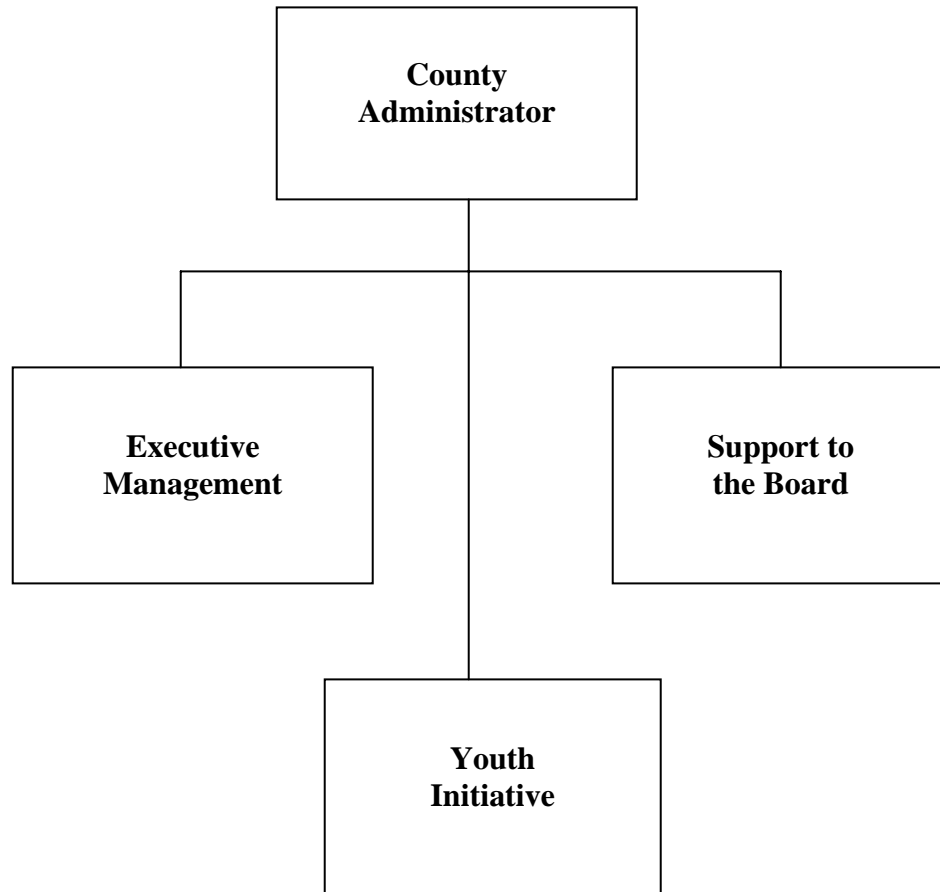 County
Administrator
Executive
Management
Support to
the Board
Youth
Initiative